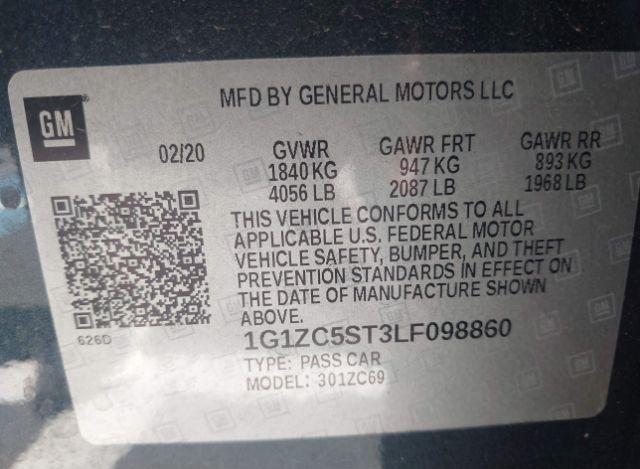 GM
MFD BY GENERAL MOTORS LLC
02/20
GVWR GAWR FRT GAWR RR
1840 KG 947 KG 893 KG
4056 LB 2087 LB 1968 LB
THIS VEHICLE CONFORMS TO ALL
APPLICABLE U.S. FEDERAL MOTOR
VEHICLE SAFETY, BUMPER, AND THEFT
PREVENTION STANDARDS IN EFFECT ON
THE DATE OF MANUFACTURE SHOWN
ABOVE.
626D
1G1ZC5ST3LF098860
TYPE: PASS CAR
MODEL: 301ZC69